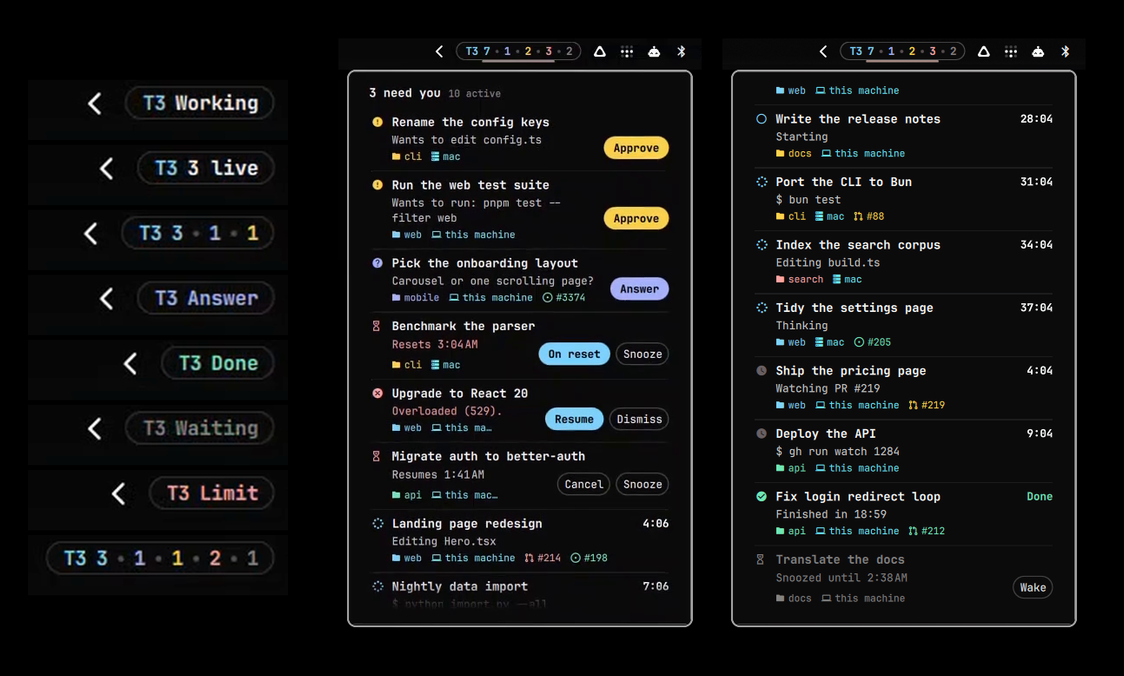 T3 Working
T3 3 live
T3 3 · 1 · 1
T3 Answer
T3 Done
T3 Waiting
T3 Limit
T3 3 · 1 · 1 · 2 · 1
T3 7 · 1 · 2 · 3 · 2
3 need you 10 active
Rename the config keys
Wants to edit config.ts
Approve
cli mac
Run the web test suite
Wants to run: pnpm test --
filter web
Approve
web this machine
Pick the onboarding layout
Carousel or one scrolling page?
Answer
mobile this machine #3374
Benchmark the parser
Resets 3:04AM
On reset Snooze
cli mac
Upgrade to React 20
Overloaded (529).
Resume Dismiss
web this ma…
Migrate auth to better-auth
Resumes 1:41AM
Cancel Snooze
api this mac…
Landing page redesign 4:06
Editing Hero.tsx
web this machine #214 #198
Nightly data import 7:06
$ python import.py --all
T3 7 · 1 · 2 · 3 · 2
web this machine
Write the release notes 28:04
Starting
docs this machine
Port the CLI to Bun 31:04
$ bun test
cli mac #88
Index the search corpus 34:04
Editing build.ts
search mac
Tidy the settings page 37:04
Thinking
web mac #205
Ship the pricing page 4:04
Watching PR #219
web this machine #219
Deploy the API 9:04
$ gh run watch 1284
api this machine
Fix login redirect loop Done
Finished in 18:59
api this machine #212
Translate the docs
Snoozed until 2:38AM
Wake
docs this machine